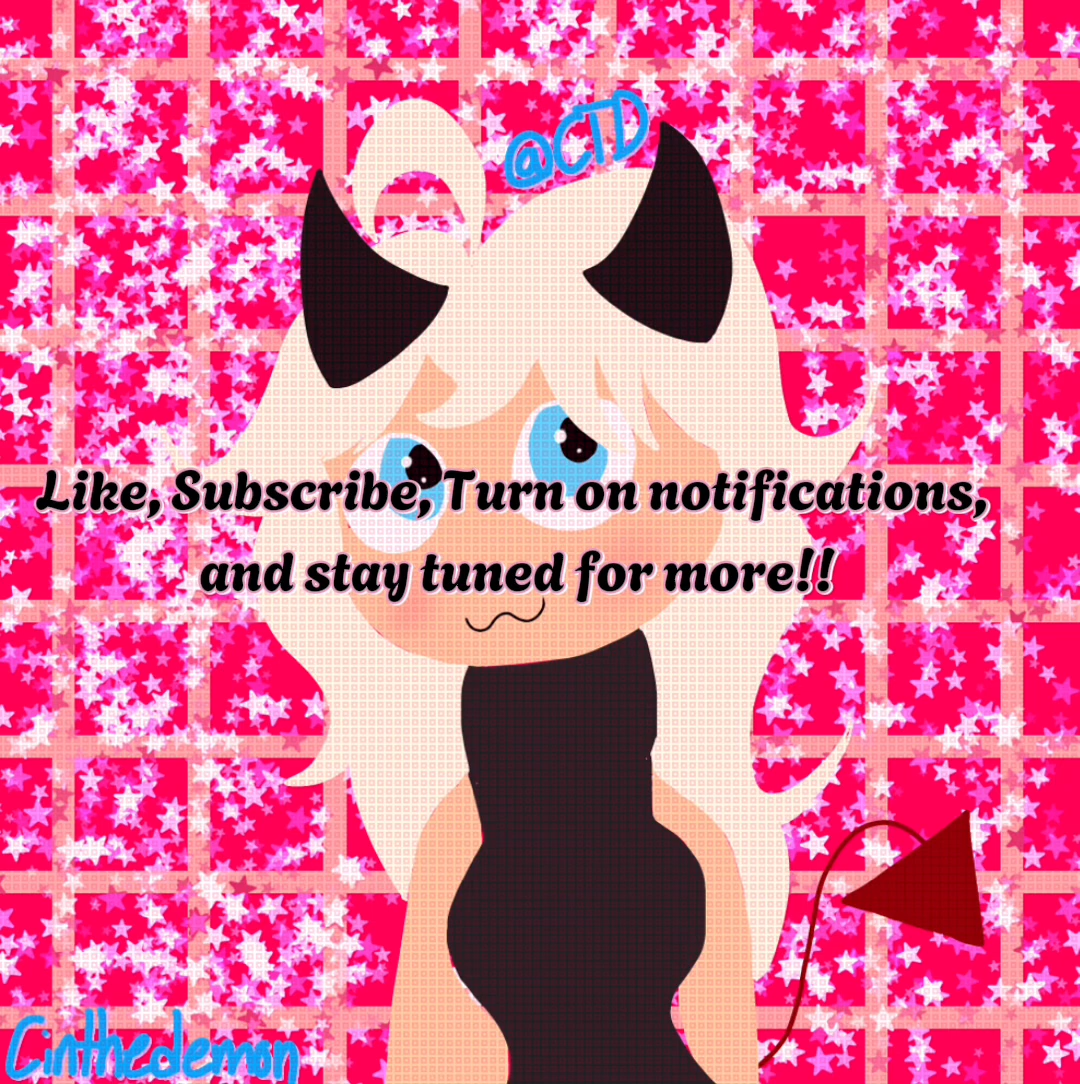 @CTD
Like, Subscribe, Turn on notifications,
and stay tuned for more!!
Cinthedemon